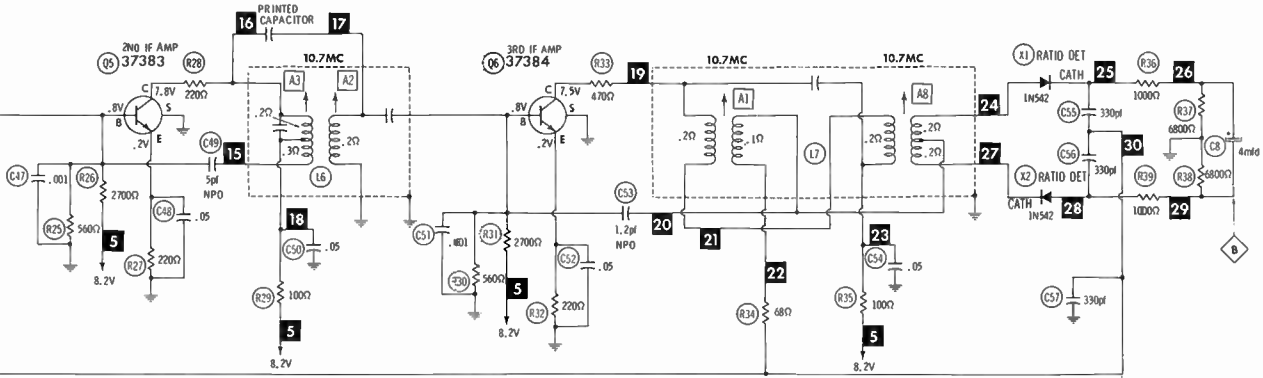 PRINTED
CAPACITOR
16
17
2ND IF AMP
Q5 37383
R28
220Ω
C 7.8V
.8V
B
S
E
.2V
10.7MC
A3
A2
.2Ω
.3Ω
.2Ω
L6
C49
15
5pf
NPO
C47
.001
R26
2700Ω
R25
560Ω
5
8.2V
C48
.05
R27
220Ω
18
C50
.05
R29
100Ω
5
8.2V
3RD IF AMP
Q6 37384
R33
470Ω
19
C 7.5V
.8V
B
S
E
.2V
10.7MC
10.7MC
A1
A8
.2Ω
.1Ω
L7
.2Ω
.2Ω
.2Ω
C53
1.2pf
NPO
20
21
C51
.001
R31
2700Ω
R30
560Ω
5
8.2V
C52
.05
R32
220Ω
22
R34
68Ω
23
C54
.05
R35
100Ω
5
8.2V
24
27
X1 RATIO DET
CATH
1N542
25
R36
1000Ω
26
C55
330pf
C56
330pf
30
R37
6800Ω
R38
6800Ω
C8
4mfd
X2 RATIO DET
CATH
1N542
28
R39
1000Ω
29
C57
330pf
B